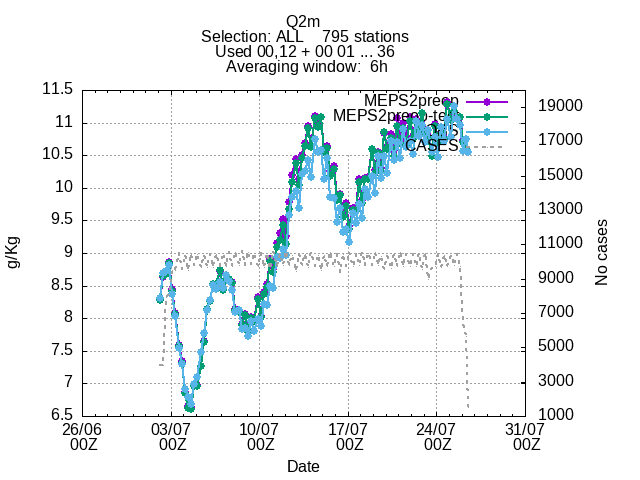 Q2m
Selection: ALL 795 stations
Used 00,12 + 00 01 ... 36
Averaging window: 6h
11.5
11
10.5
10
9.5
9
8.5
8
7.5
7
6.5
g/Kg
MEPS2preop
CASES
19000
17000
15000
13000
11000
9000
7000
5000
3000
1000
No cases
26/06 03/07 10/07 17/07 24/07 31/07
00Z 00Z 00Z 00Z 00Z 00Z
Date